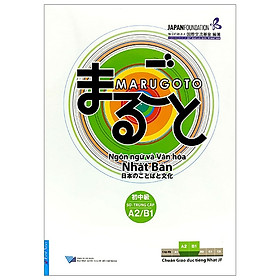 JAPANFOUNDATION
国際交流基金 編著
まるごと
MARUGOTO
Ngôn ngữ và Văn hóa
Nhật Bản
日本のことばと文化
初中級
SƠ-TRUNG CẤP
A2/B1
A2 B1
Chuẩn Giáo dục tiếng Nhật JF